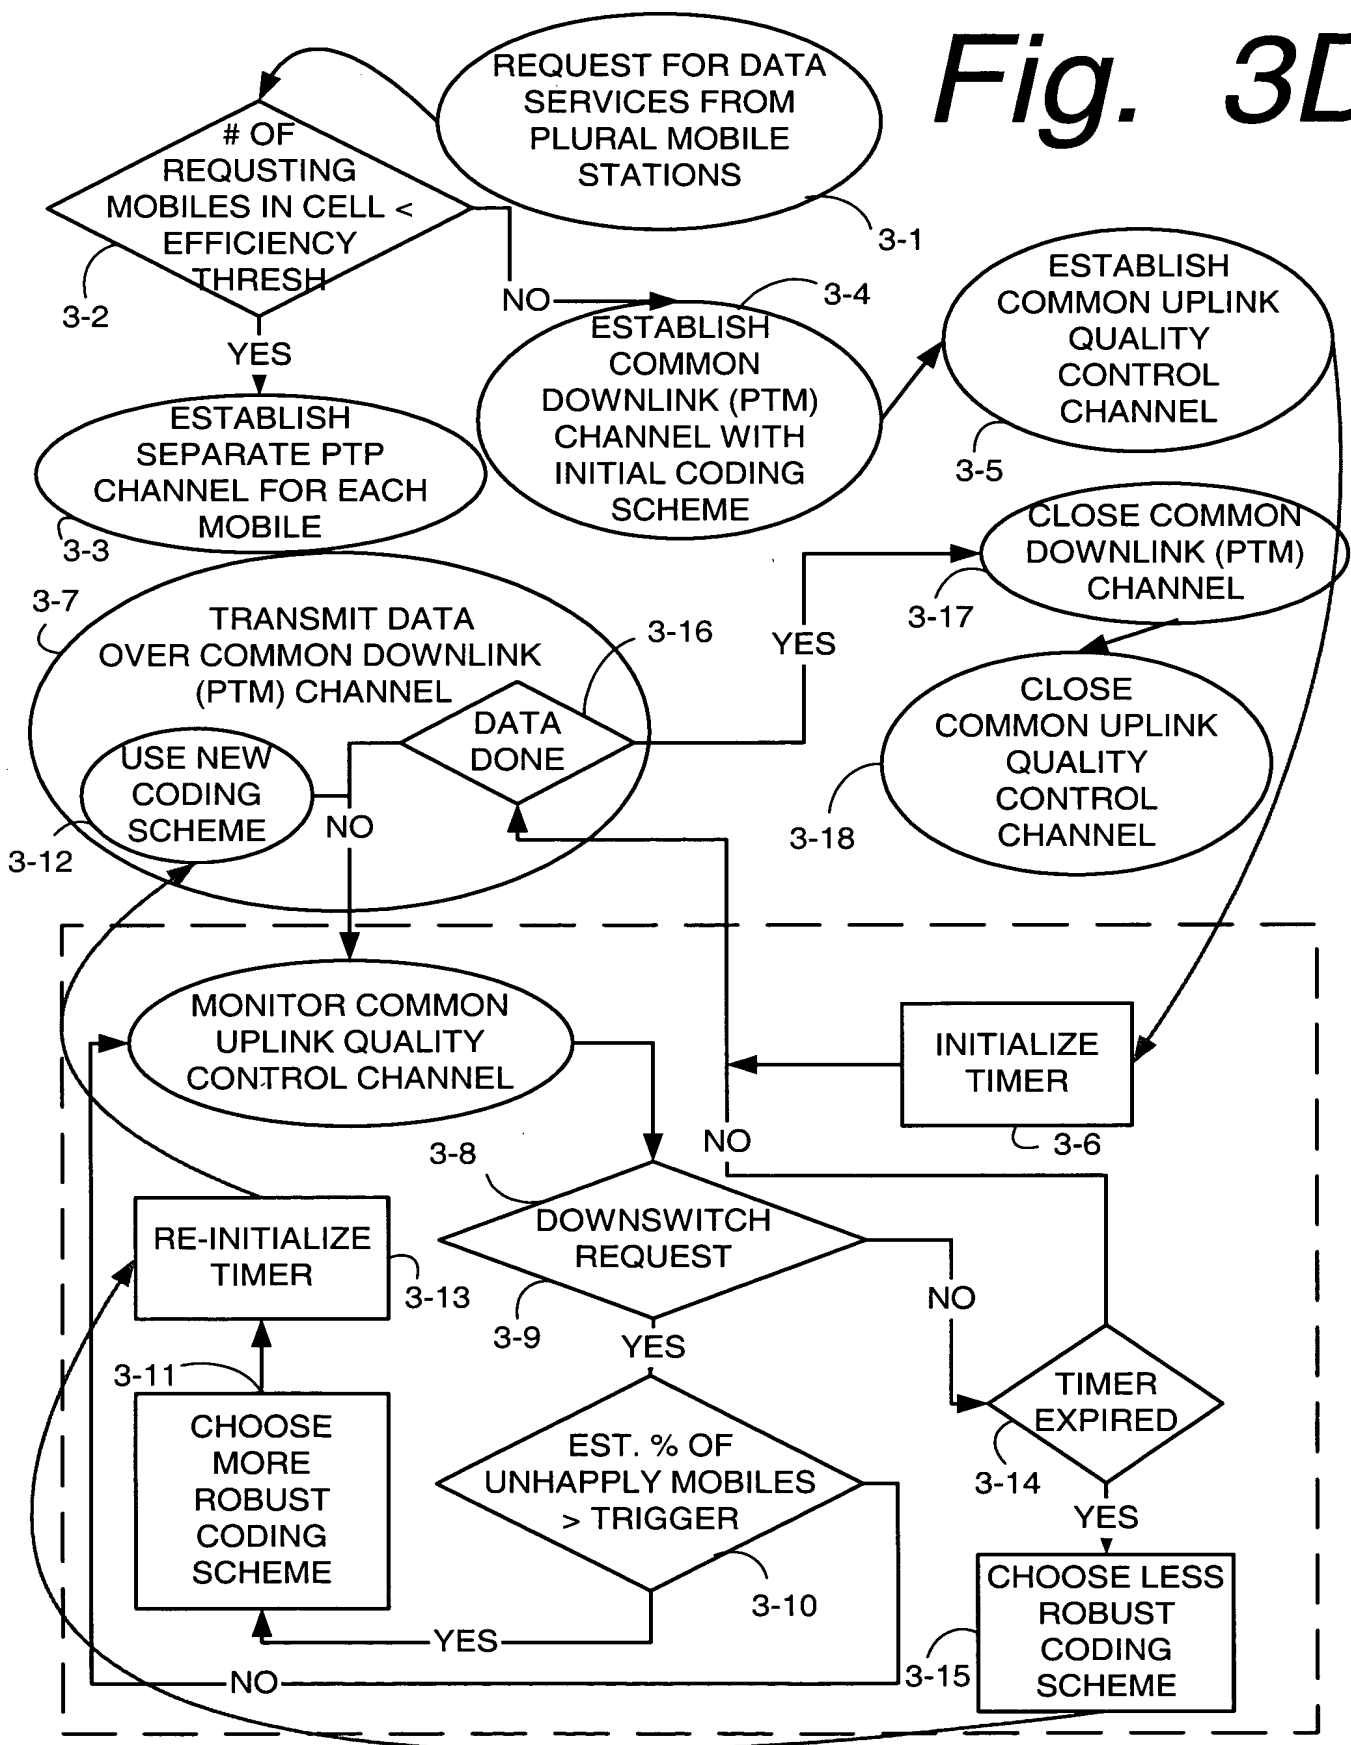 Fig. 3D
REQUEST FOR DATA
SERVICES FROM
PLURAL MOBILE
STATIONS
3-1
# OF
REQUSTING
MOBILES IN CELL <
EFFICIENCY
THRESH
3-2
NO
YES
3-4
ESTABLISH
COMMON
DOWNLINK (PTM)
CHANNEL WITH
INITIAL CODING
SCHEME
ESTABLISH
COMMON UPLINK
QUALITY
CONTROL
CHANNEL
3-5
ESTABLISH
SEPARATE PTP
CHANNEL FOR EACH
MOBILE
3-3
CLOSE COMMON
DOWNLINK (PTM)
CHANNEL
3-17
3-7
TRANSMIT DATA
OVER COMMON DOWNLINK
(PTM) CHANNEL
3-16
YES
DATA
DONE
USE NEW
CODING
SCHEME
3-12
NO
CLOSE
COMMON UPLINK
QUALITY
CONTROL
CHANNEL
3-18
MONITOR COMMON
UPLINK QUALITY
CONTROL CHANNEL
INITIALIZE
TIMER
3-6
NO
3-8
DOWNSWITCH
REQUEST
3-9
NO
YES
RE-INITIALIZE
TIMER
3-13
3-11
CHOOSE
MORE
ROBUST
CODING
SCHEME
EST. % OF
UNHAPPLY MOBILES
> TRIGGER
3-10
YES
NO
TIMER
EXPIRED
3-14
YES
CHOOSE LESS
ROBUST
CODING
SCHEME
3-15